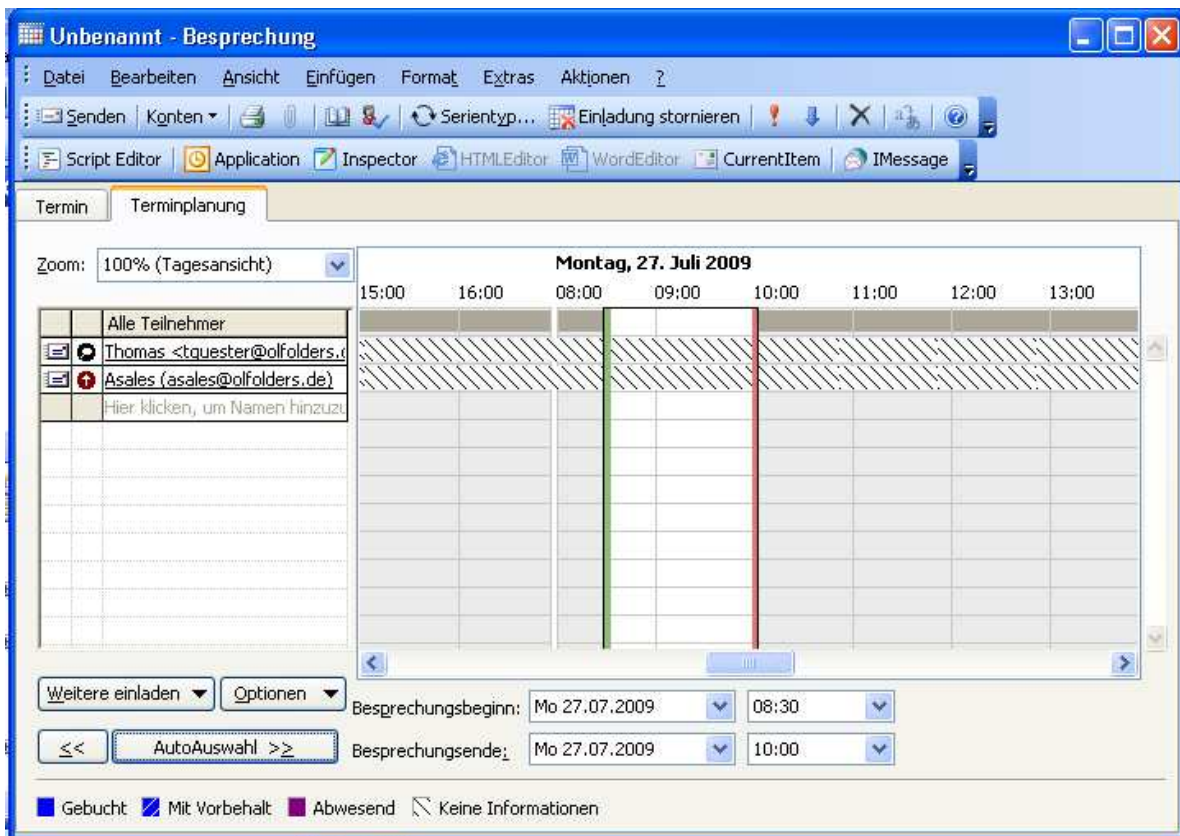 Unbenannt - Besprechung
Datei Bearbeiten Ansicht Einfügen Format Extras Aktionen ?
Senden Konten Serientyp... Einladung stornieren
Script Editor Application Inspector HTMLEditor WordEditor CurrentItem IMessage
Termin Terminplanung
Zoom: 100% (Tagesansicht) Montag, 27. Juli 2009
15:00 16:00 08:00 09:00 10:00 11:00 12:00 13:00
Alle Teilnehmer
Thomas <tquester@olfolders.
Asales (asales@olfolders.de)
Hier klicken, um Namen hinzuzu
Weitere einladen Optionen
Besprechungsbeginn: Mo 27.07.2009 08:30
<< AutoAuswahl >>
Besprechungsende: Mo 27.07.2009 10:00
Gebucht Mit Vorbehalt Abwesend Keine Informationen